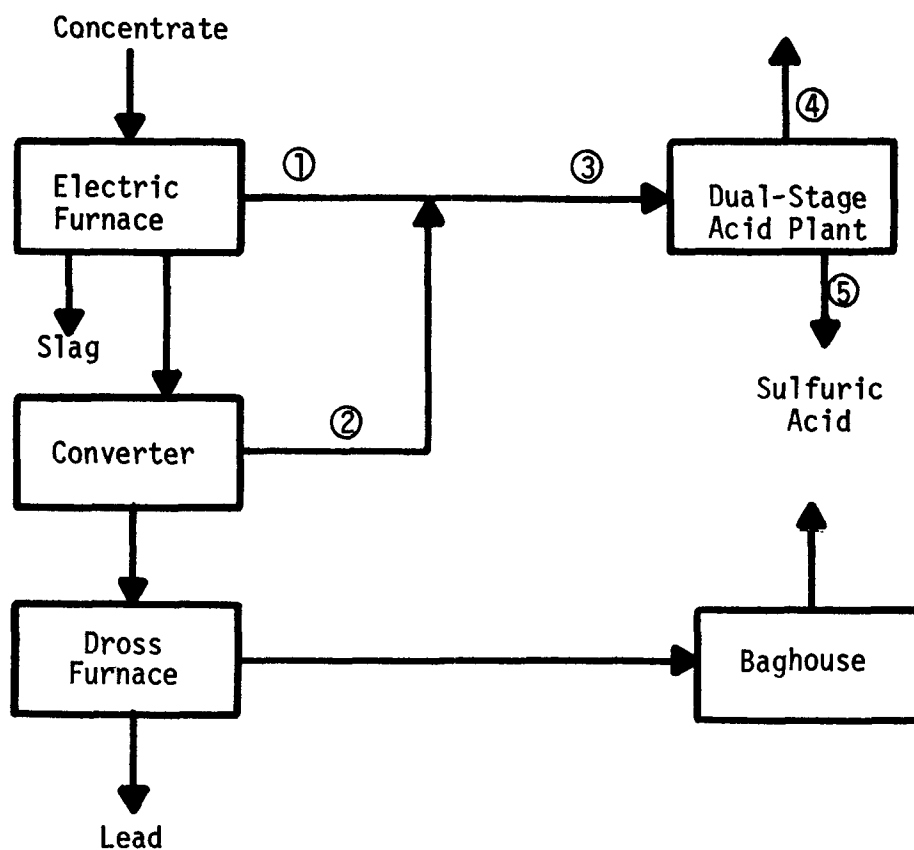 Concentrate
Electric
Furnace
①
③
④
Dual-Stage
Acid Plant
⑤
Slag
Sulfuric
Acid
②
Converter
Dross
Furnace
Baghouse
Lead